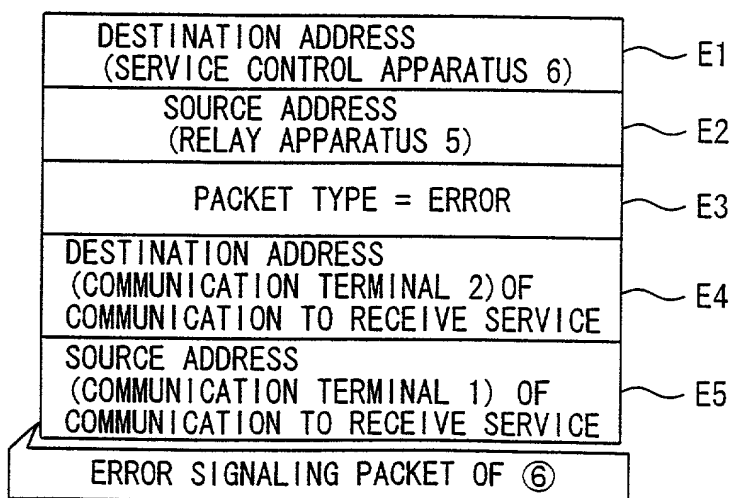 DESTINATION ADDRESS
(SERVICE CONTROL APPARATUS 6)
E1
SOURCE ADDRESS
(RELAY APPARATUS 5)
E2
PACKET TYPE = ERROR
E3
DESTINATION ADDRESS
(COMMUNICATION TERMINAL 2) OF
COMMUNICATION TO RECEIVE SERVICE
E4
SOURCE ADDRESS
(COMMUNICATION TERMINAL 1) OF
COMMUNICATION TO RECEIVE SERVICE
E5
ERROR SIGNALING PACKET OF ⑥